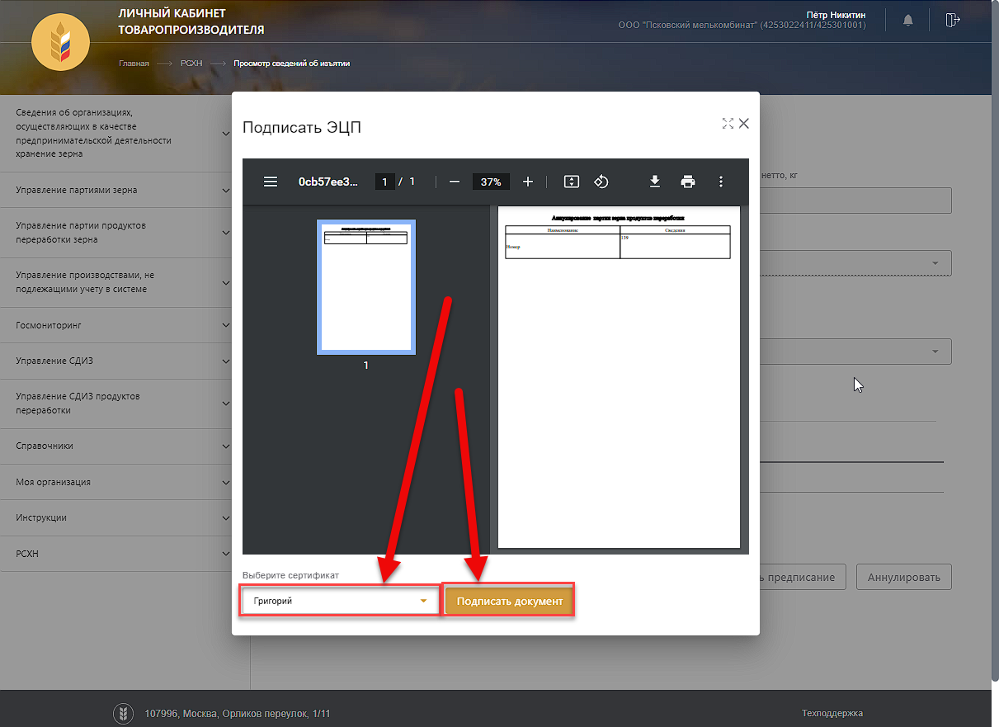 ЛИЧНЫЙ КАБИНЕТ
ТОВАРОПРОИЗВОДИТЕЛЯ
Пётр Никитин
ООО "Псковский мелькомбинат" (4253022411/425301001)
Главная
РСХН
Просмотр сведений об изъятии
Сведения об организациях,
осуществляющих в качестве
предпринимательской деятельности
хранение зерна
Управление партиями зерна
Управление партии продуктов
переработки зерна
Управление производствами, не
подлежащими учету в системе
Госмониторинг
Управление СДИЗ
Управление СДИЗ продуктов
переработки
Справочники
Моя организация
Инструкции
РСХН
Подписать ЭЦП
0cb57ee3...
1 / 1
37%
1
Аннулирование партии зерна продуктов переработки
Наименование
Сведения
Номер
139
нетто, кг
Выберите сертификат
Григорий
Подписать документ
ь предписание
Аннулировать
107996, Москва, Орликов переулок, 1/11
Техподдержка